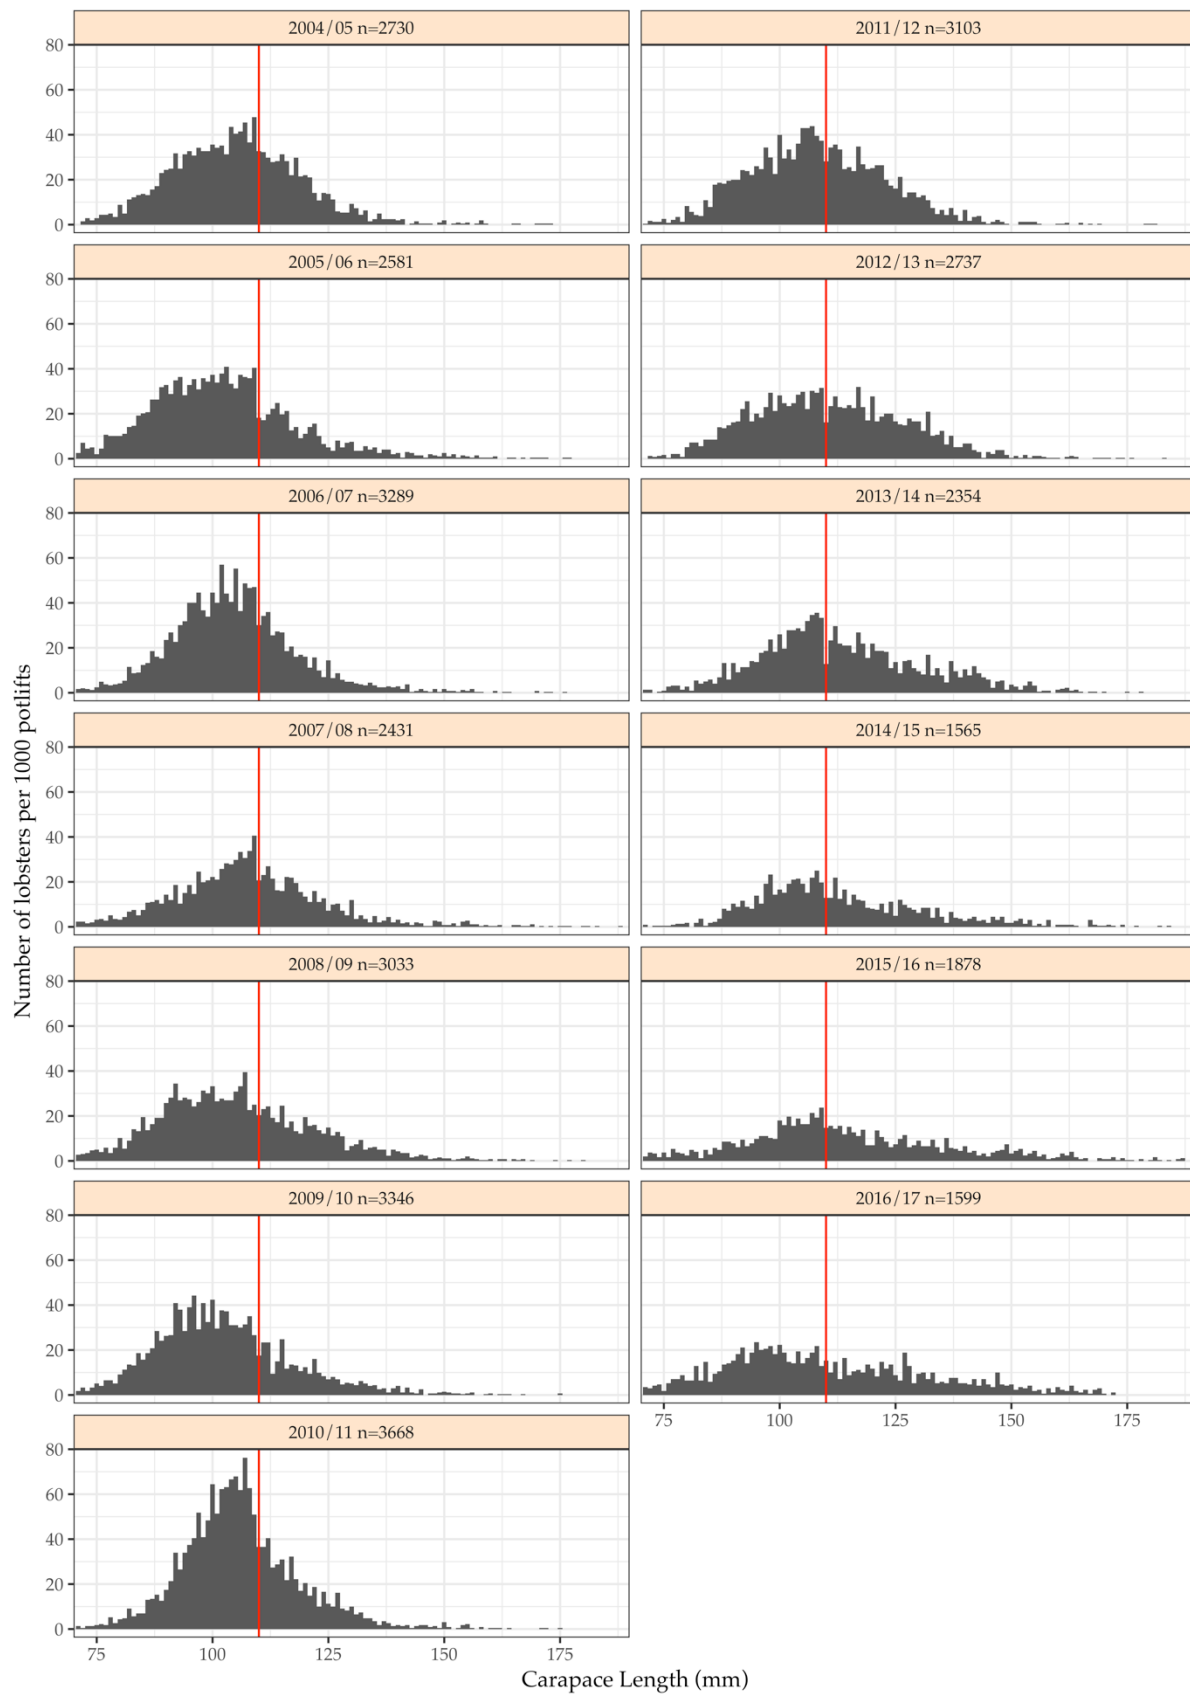 2004/05 n=2730
80
60
40
20
0
2011/12 n=3103
2005/06 n=2581
80
60
40
20
0
2012/13 n=2737
2006/07 n=3289
80
60
40
20
0
2013/14 n=2354
2007/08 n=2431
80
60
40
20
0
2014/15 n=1565
2008/09 n=3033
80
60
40
20
0
2015/16 n=1878
2009/10 n=3346
80
60
40
20
0
2016/17 n=1599
75 100 125 150 175
2010/11 n=3668
80
60
40
20
0
75 100 125 150 175
Number of lobsters per 1000 potlifts
Carapace Length (mm)